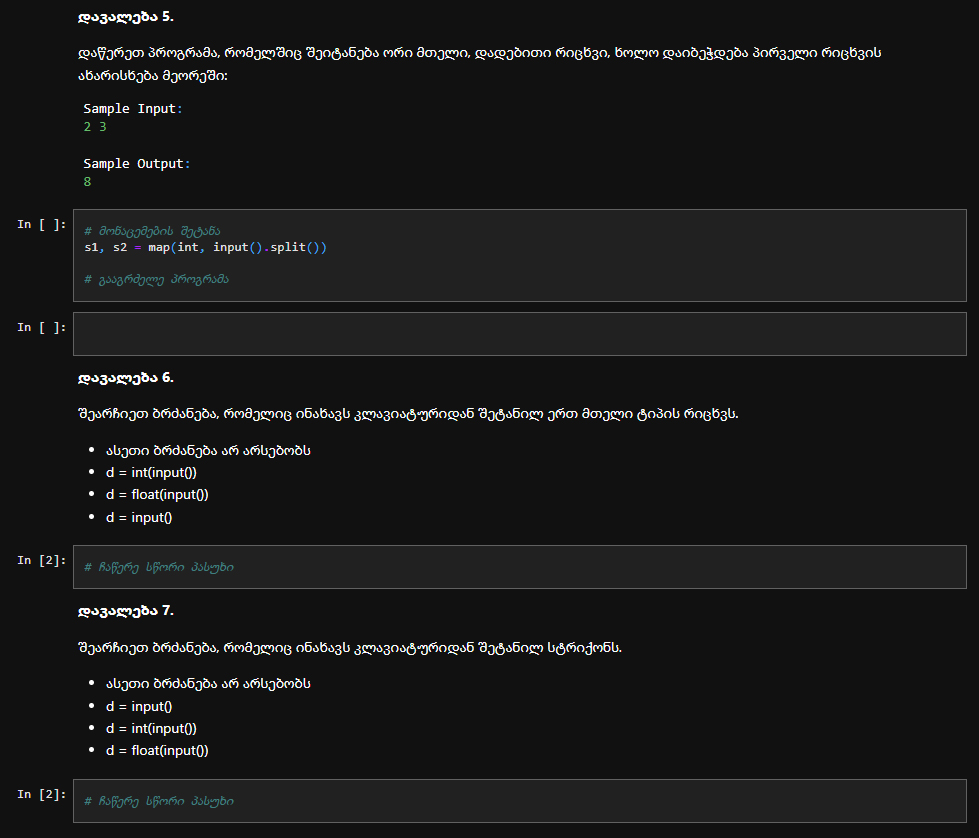 დავალება 5.
დაწერეთ პროგრამა, რომელშიც შეიტანება ორი მთელი, დადებითი რიცხვი, ხოლო დაიბეჭდება პირველი რიცხვის
ახარისხება მეორეში:
Sample Input:
2 3
Sample Output:
8
In [ ]:
# მონაცემების შეტანა
s1, s2 = map(int, input().split())
# გააგრძელე პროგრამა
In [ ]:
დავალება 6.
შეარჩიეთ ბრძანება, რომელიც ინახავს კლავიატურიდან შეტანილ ერთ მთელი ტიპის რიცხვს.
• ასეთი ბრძანება არ არსებობს
• d = int(input())
• d = float(input())
• d = input()
In [2]:
# ჩაწერე სწორი პასუხი
დავალება 7.
შეარჩიეთ ბრძანება, რომელიც ინახავს კლავიატურიდან შეტანილ სტრიქონს.
• ასეთი ბრძანება არ არსებობს
• d = input()
• d = int(input())
• d = float(input())
In [2]:
# ჩაწერე სწორი პასუხი